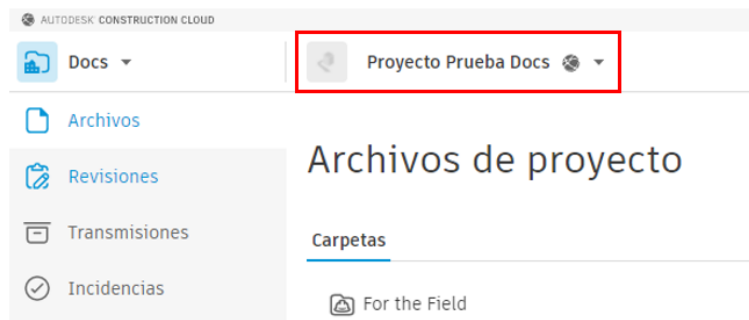 AUTODESK CONSTRUCTION CLOUD
Docs
Proyecto Prueba Docs
Archivos
Revisiones
Transmisiones
Incidencias
Archivos de proyecto
Carpetas
For the Field